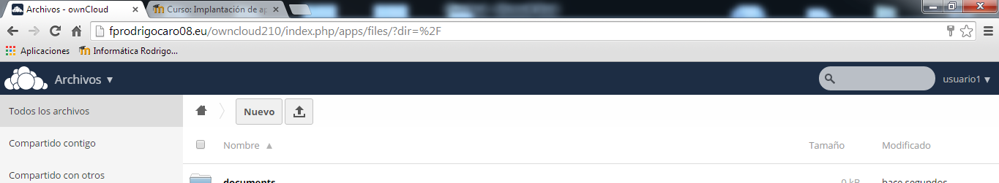 Archivos - ownCloud
Curso: Implantación de ap
fprodrigocaro08.eu/owncloud210/index.php/apps/files/?dir=%2F
Aplicaciones Informática Rodrigo...
Archivos usuario1
Todos los archivos
Nuevo
Compartido contigo
Nombre Tamaño Modificado
Compartido con otros
documents 0 kB hace segundos